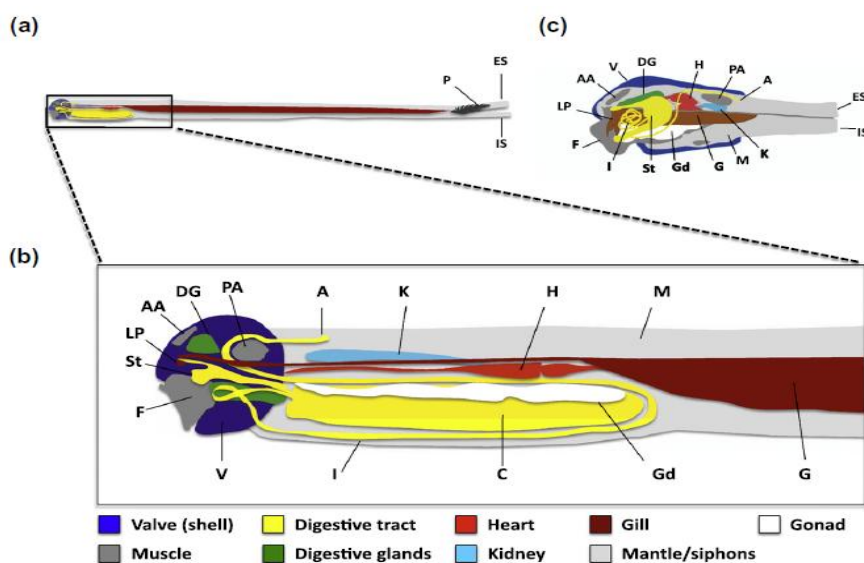 (a)
P
ES
IS
(c)
V
DG
H
PA
A
AA
LP
ES
IS
F
I
St
Gd
G
M
K
(b)
AA
DG
PA
A
K
H
M
LP
St
F
V
I
C
Gd
G
Valve (shell) Digestive tract Heart Gill Gonad
Muscle Digestive glands Kidney Mantle/siphons